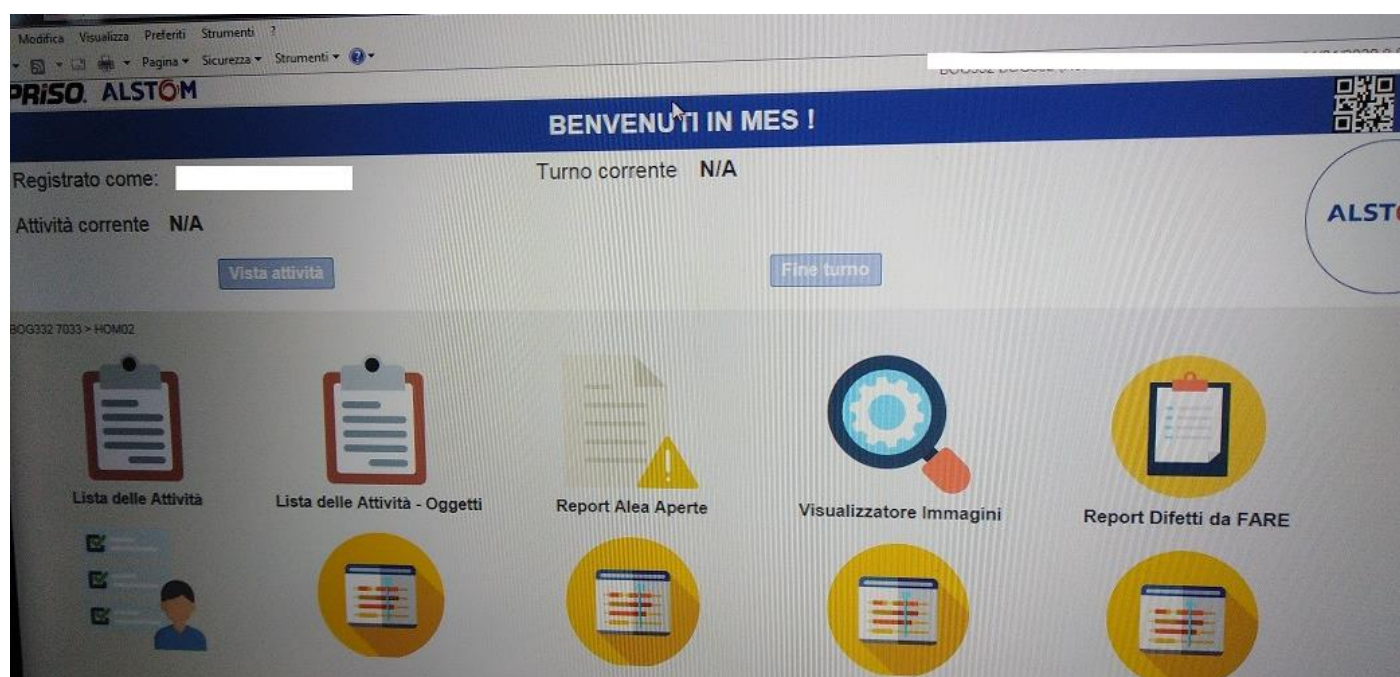 Modifica Visualizza Preferiti Strumenti ?
Pagina Sicurezza Strumenti
PRISO. ALSTOM
BENVENUTI IN MES !
Registrato come:
Turno corrente N/A
Attività corrente N/A
ALST
Vista attività
Fine turno
BOG332 7033 > HOM02
Lista delle Attività
Lista delle Attività - Oggetti
Report Alea Aperte
Visualizzatore Immagini
Report Difetti da FARE